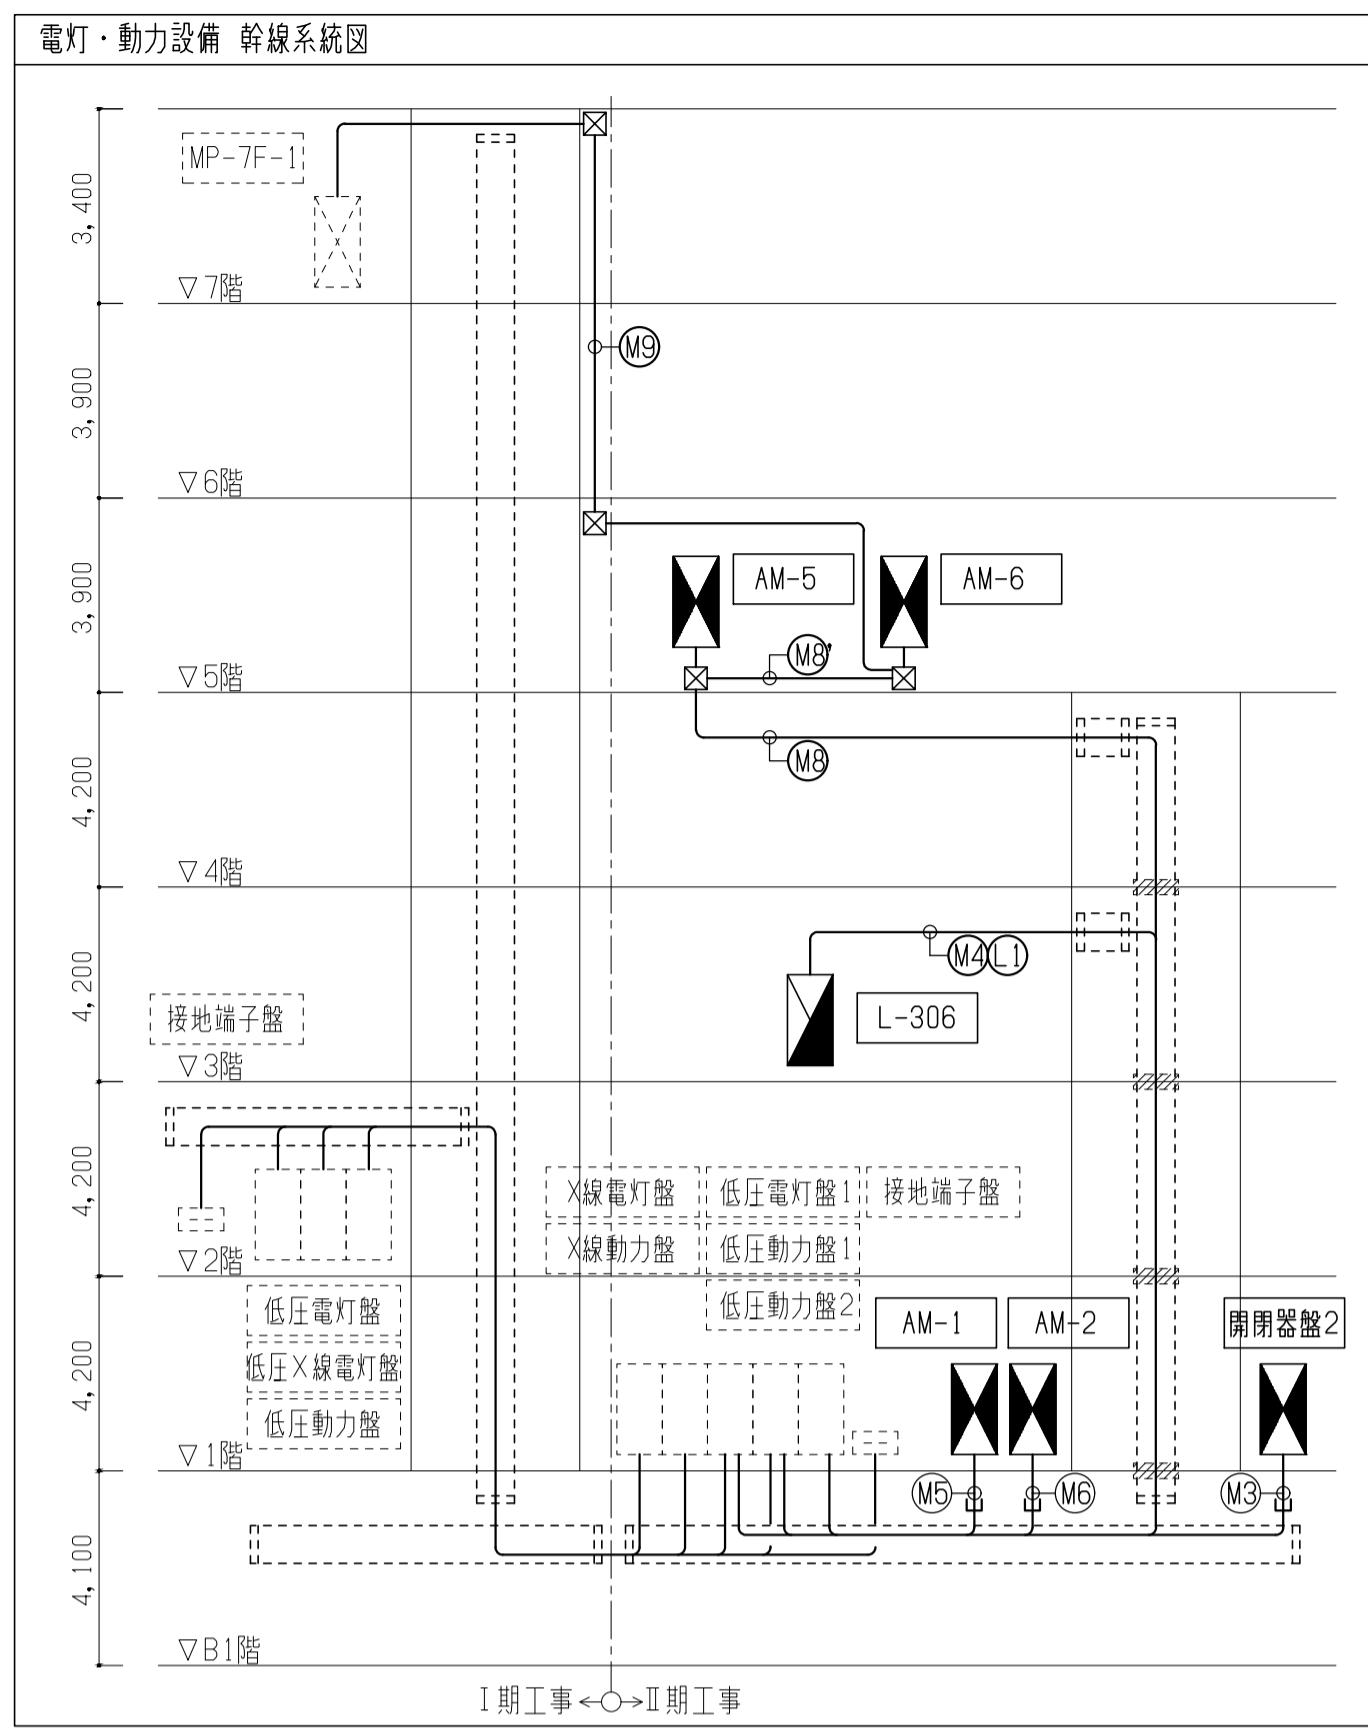 電灯・動力設備 幹線系統図
MP-7F-1
3,400
▽7階
M9
3,900
▽6階
AM-5
AM-6
3,900
M8'
▽5階
M8
4,200
▽4階
M4 L1
4,200
接地端子盤
L-306
▽3階
4,200
X線電灯盤 低圧電灯盤1 接地端子盤
X線動力盤 低圧動力盤1
▽2階
低圧動力盤2
低圧電灯盤
AM-1
AM-2
開閉器盤2
低圧X線電灯盤
4,200
低圧動力盤
▽1階
M5
M6
M3
4,100
▽B1階
Ⅰ期工事 ←○→ Ⅱ期工事